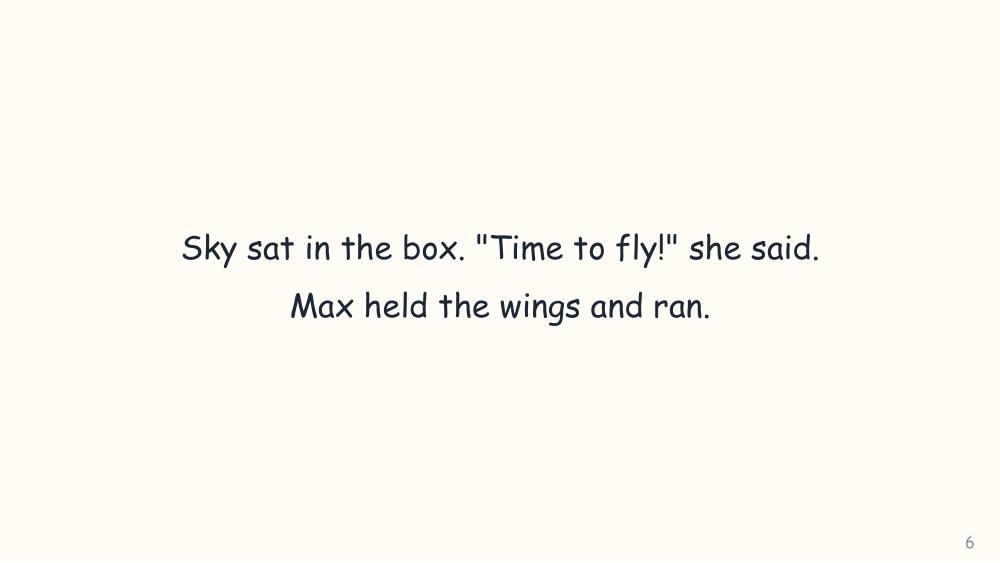 Sky sat in the box. "Time to fly!" she said.
Max held the wings and ran.
6